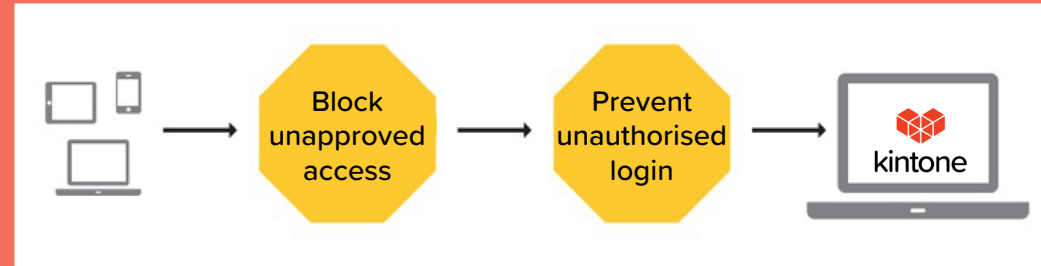 Block
unapproved
access
Prevent
unauthorised
login
kintone